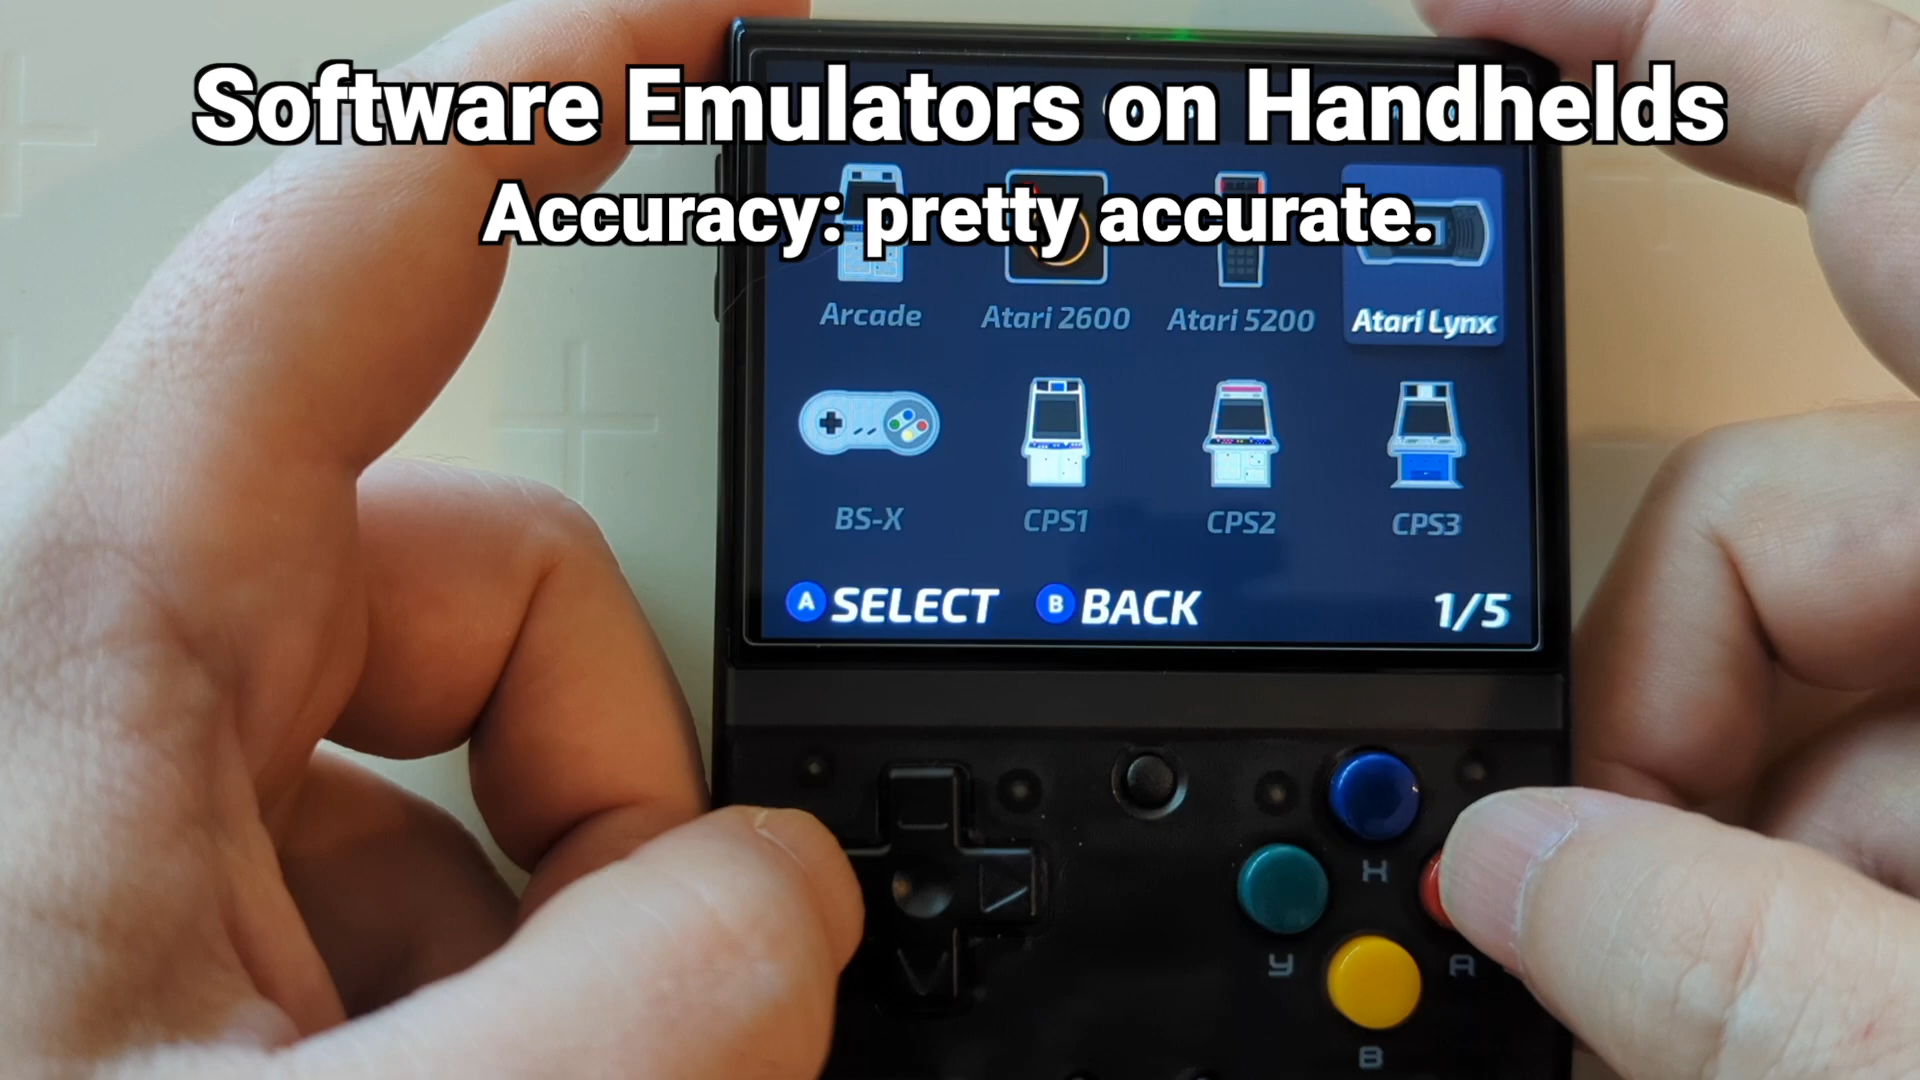 Software Emulators on Handhelds
Accuracy: pretty accurate.
Arcade
Atari 2600
Atari 5200
Atari Lynx
BS-X
CPS1
CPS2
CPS3
A SELECT
B BACK
1/5
X
Y
A
B